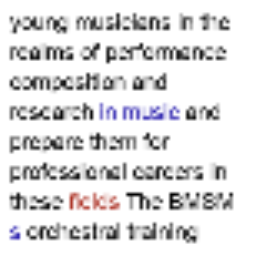 young musicians in the
realms of performance
composition and
research in music and
prepare them for
professional careers in
these fields The BMSM
s orchestral training